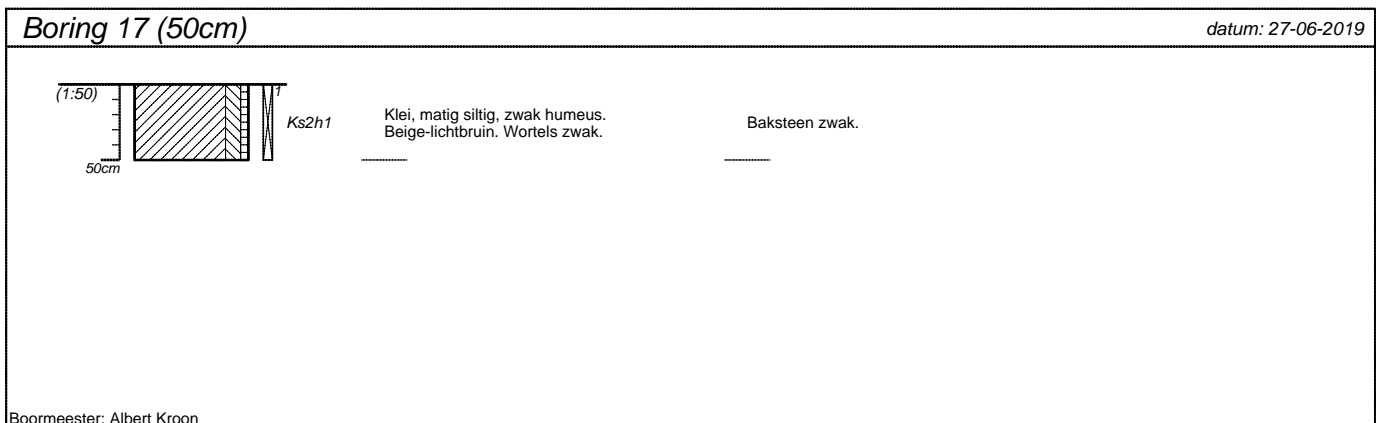 Boring 17 (50cm)
datum: 27-06-2019
(1:50)
1
Ks2h1
Klei, matig siltig, zwak humeus.
Beige-lichtbruin. Wortels zwak.
Baksteen zwak.
50cm
Boormeester: Albert Kroon